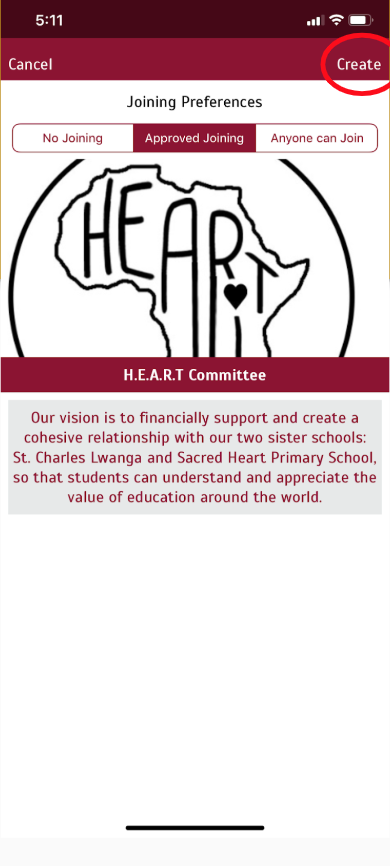 5:11
Cancel
Create
Joining Preferences
No Joining
Approved Joining
Anyone can Join
HEART
H.E.A.R.T Committee
Our vision is to financially support and create a
cohesive relationship with our two sister schools:
St. Charles Lwanga and Sacred Heart Primary School,
so that students can understand and appreciate the
value of education around the world.